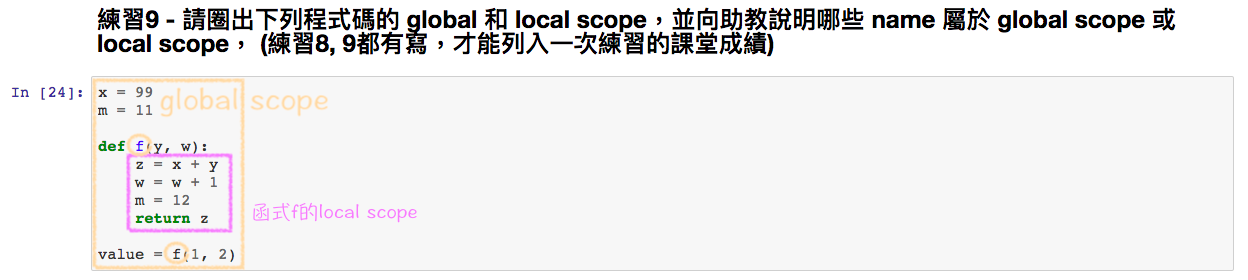 練習9 - 請圈出下列程式碼的 global 和 local scope，並向助教說明哪些 name 屬於 global scope 或
local scope， (練習8, 9都有寫，才能列入一次練習的課堂成績)
In [24]: x = 99
global scope
m = 11
def f(y, w):
z = x + y
w = w + 1
m = 12
return z
函式f的local scope
value = f(1, 2)